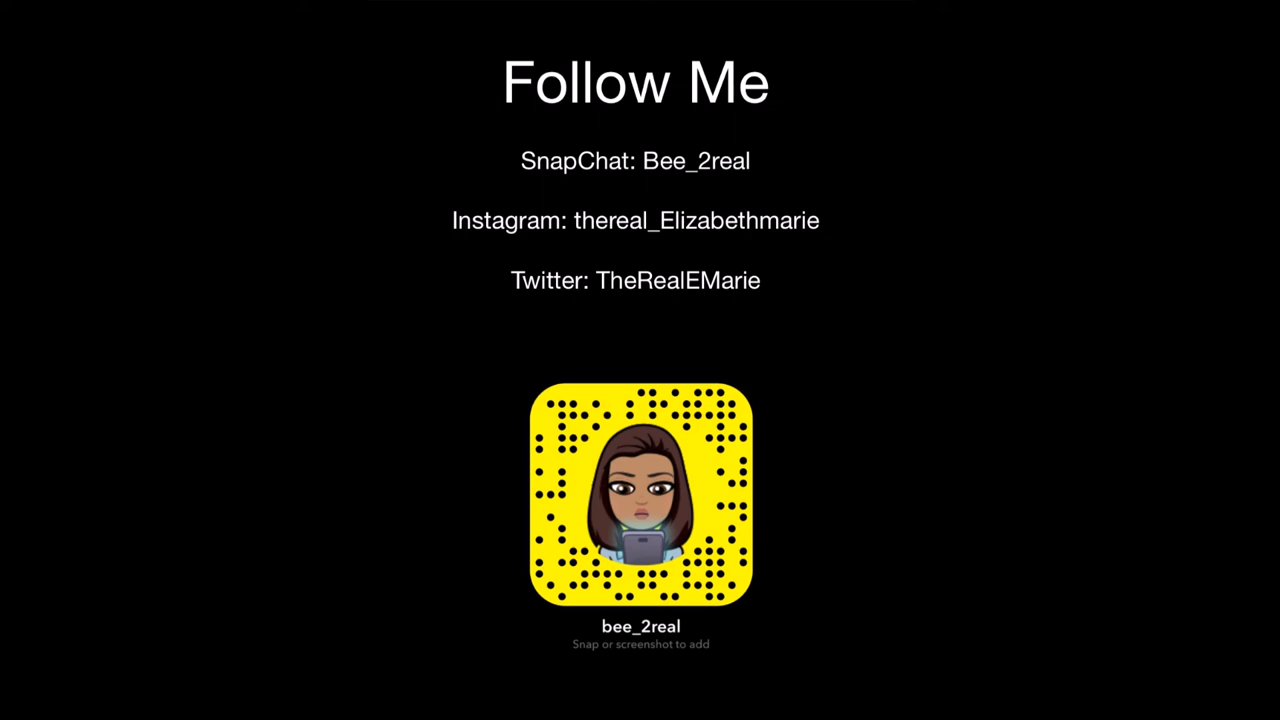 Follow Me
SnapChat: Bee_2real
Instagram: thereal_Elizabethmarie
Twitter: TheRealEMarie
bee_2real
Snap or screenshot to add